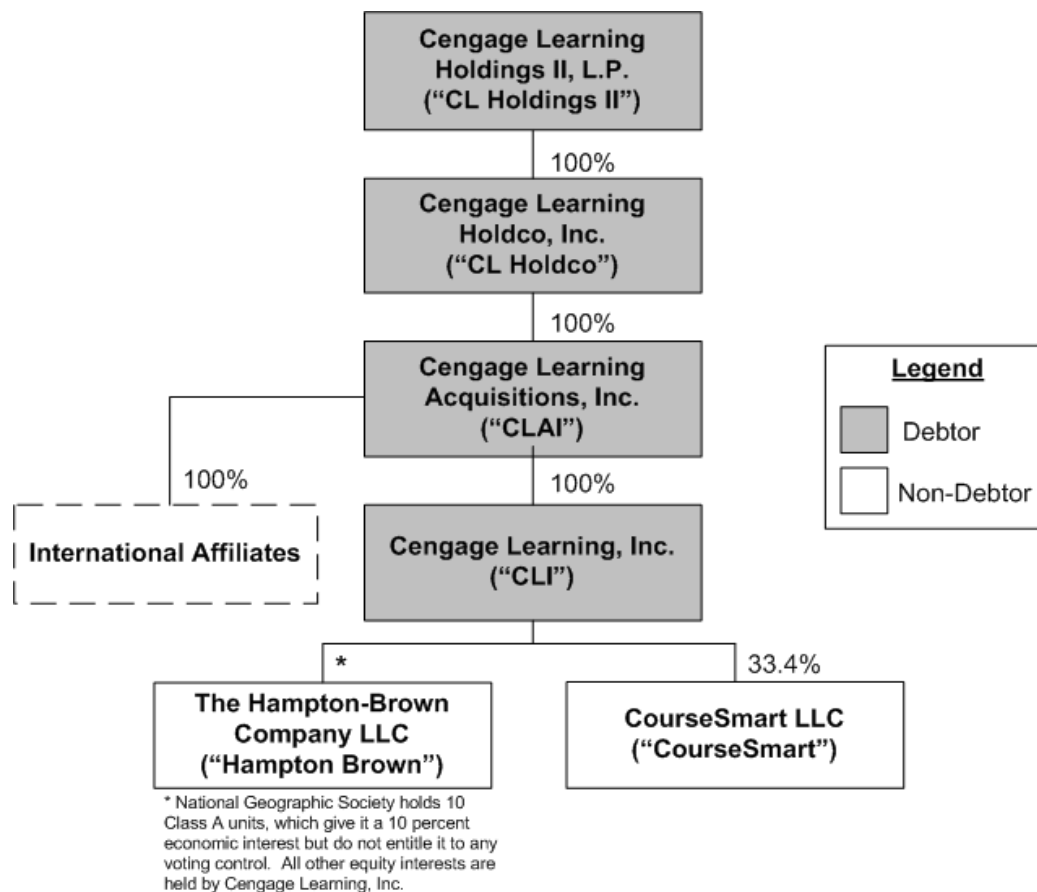 Cengage Learning
Holdings II, L.P.
(“CL Holdings II”)
100%
Cengage Learning
Holdco, Inc.
(“CL Holdco”)
100%
Cengage Learning
Acquisitions, Inc.
(“CLAI”)
Legend
Debtor
Non-Debtor
100%
100%
International Affiliates
Cengage Learning, Inc.
(“CLI”)
*
33.4%
The Hampton-Brown
Company LLC
(“Hampton Brown”)
CourseSmart LLC
(“CourseSmart”)
* National Geographic Society holds 10
Class A units, which give it a 10 percent
economic interest but do not entitle it to any
voting control.  All other equity interests are
held by Cengage Learning, Inc.